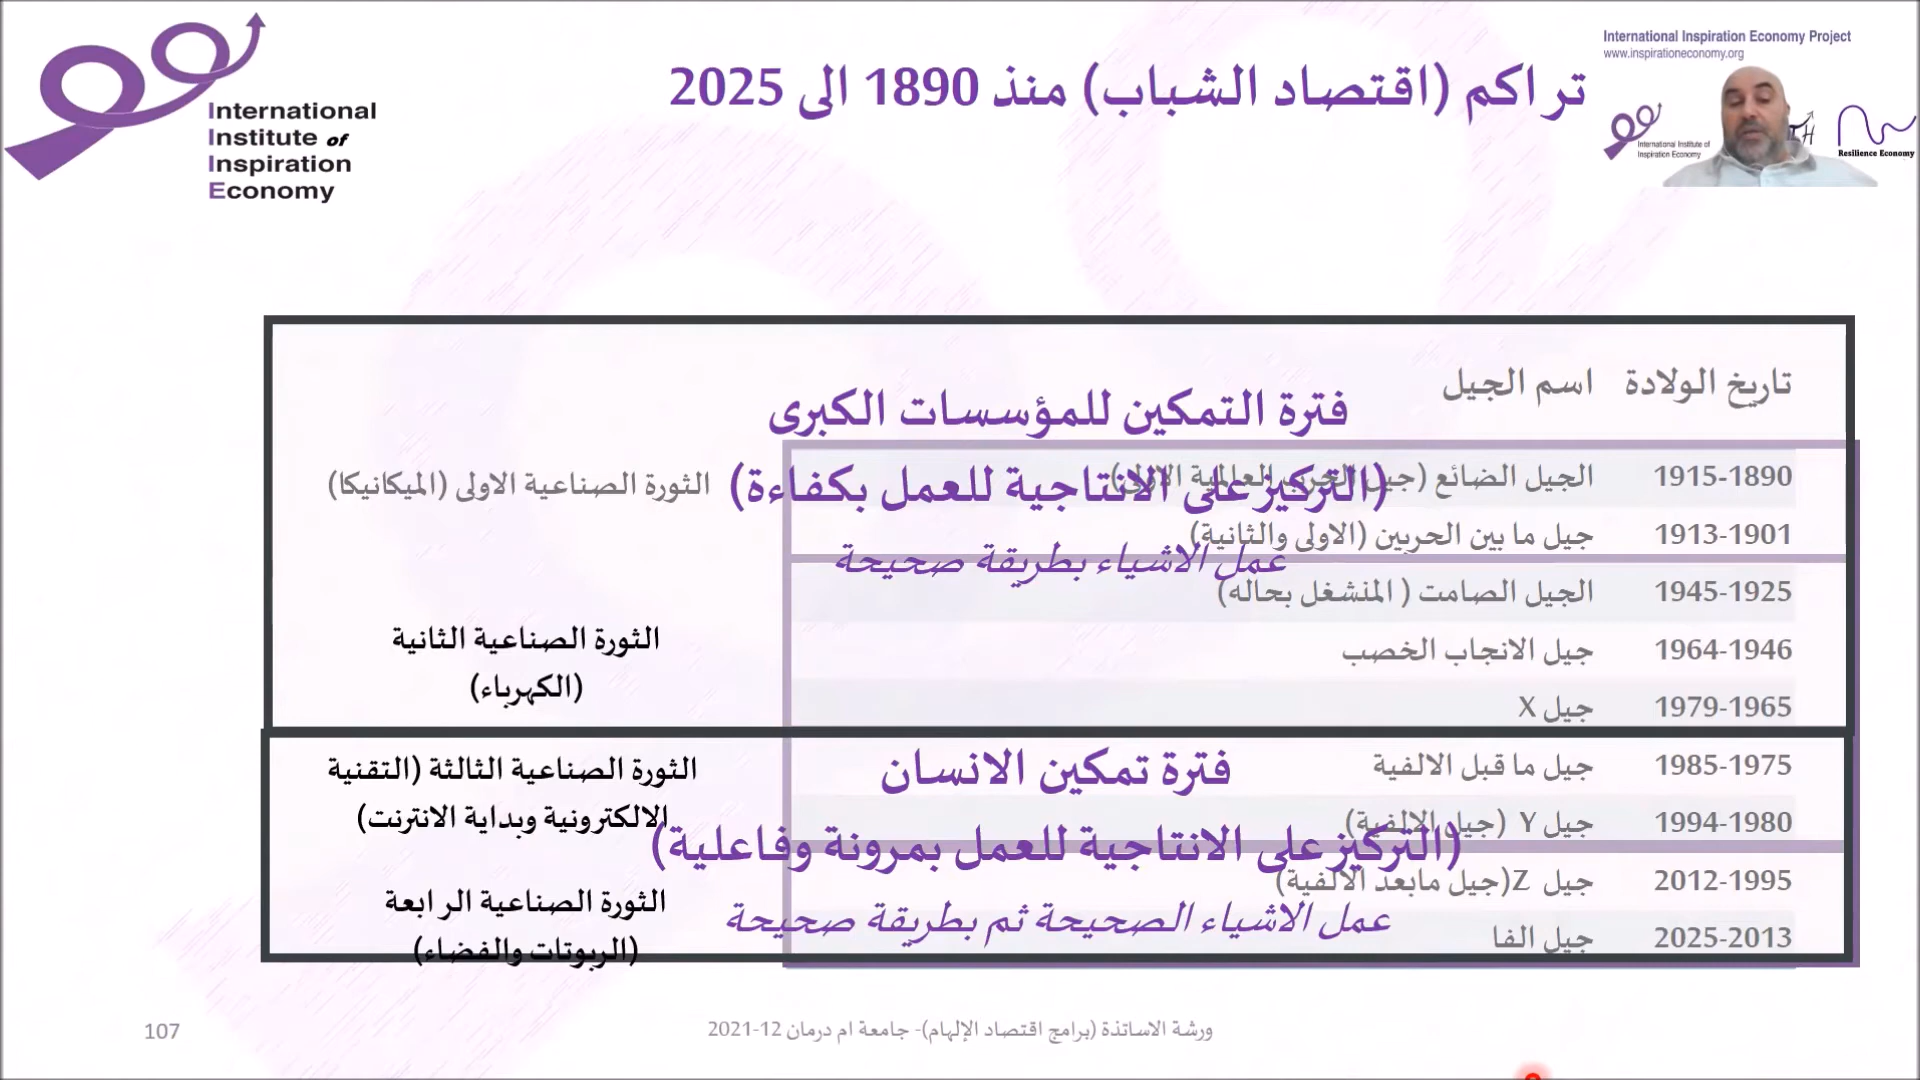 International
Institute of
Inspiration
Economy
تراكم (اقتصاد الشباب) منذ 1890 الى 2025
International Inspiration Economy Project
www.inspirationeconomy.org
International Institute of
Inspiration Economy
Resilience Economy
تاريخ الولادة
اسم الجيل
فترة التمكين للمؤسسات الكبرى
1915-1890
الجيل الضائع (جيل الحرب العالمية الاولى)
(التركيز على الانتاجية للعمل بكفاءة)
الثورة الصناعية الاولى (الميكانيكا)
1913-1901
جيل ما بين الحربين (الاولى والثانية)
عمل الاشياء بطريقة صحيحة
1945-1925
الجيل الصامت ( المنشغل بحاله)
1964-1946
جيل الانجاب الخصب
الثورة الصناعية الثانية
(الكهرباء)
1979-1965
جيل X
1985-1975
جيل ما قبل الالفية
فترة تمكين الانسان
الثورة الصناعية الثالثة (التقنية
الالكترونية وبداية الانترنت)
1994-1980
جيل Y (جيل الالفية)
(التركيز على الانتاجية للعمل بمرونة وفاعلية)
2012-1995
جيل Z(جيل مابعد الالفية)
عمل الاشياء الصحيحة ثم بطريقة صحيحة
الثورة الصناعية الرابعة
(الربوتات والفضاء)
2025-2013
جيل الفا
ورشة الاساتذة (برامج اقتصاد الإلهام)- جامعة ام درمان 12-2021
107